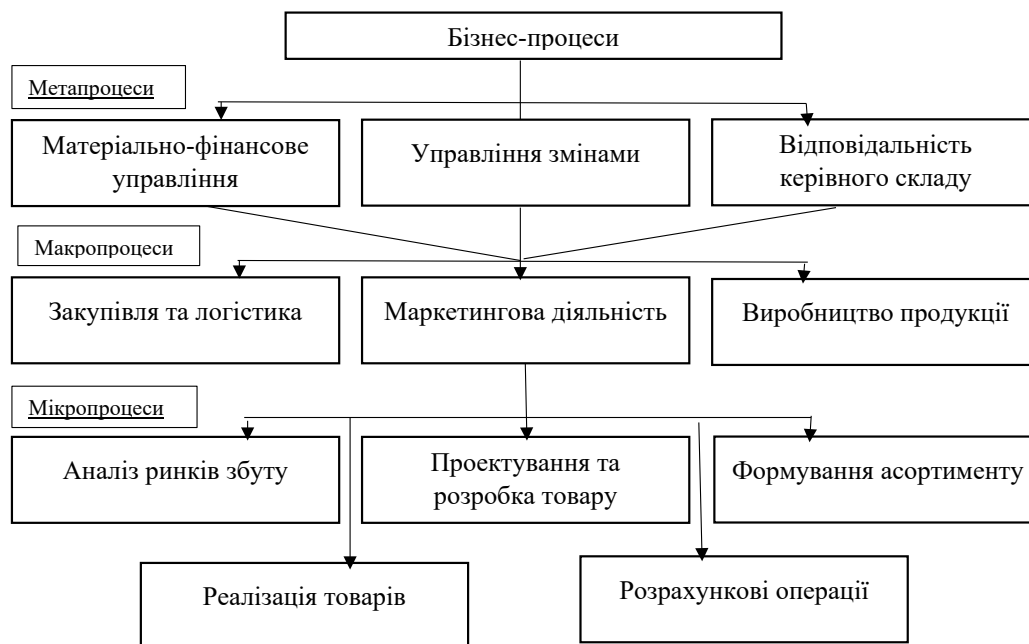 Бізнес-процеси
Метапроцеси
Матеріально-фінансове
управління
Управління змінами
Відповідальність
керівного складу
Макропроцеси
Закупівля та логістика
Маркетингова діяльність
Виробництво продукції
Мікропроцеси
Аналіз ринків збуту
Проектування та
розробка товару
Формування асортименту
Реалізація товарів
Розрахункові операції